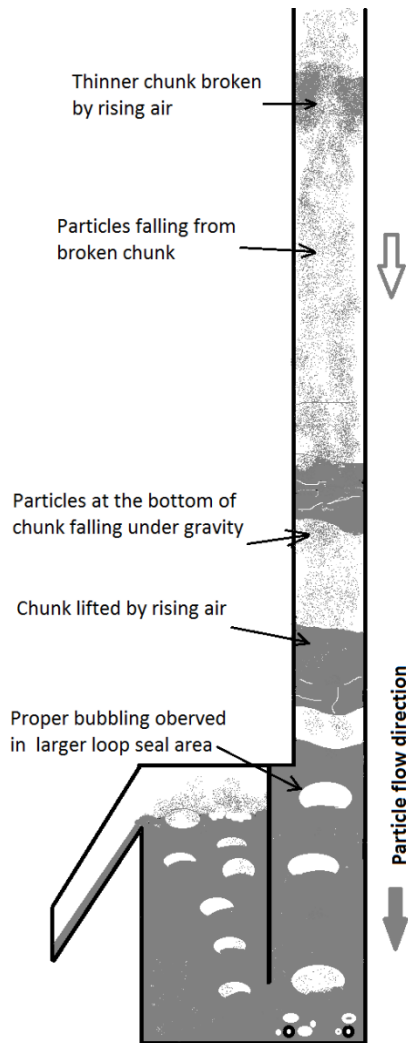 Thinner chunk broken
by rising air
Particles falling from
broken chunk
Particles at the bottom of
chunk falling under gravity
Chunk lifted by rising air
Proper bubbling oberved
in larger loop seal area
Particle flow direction